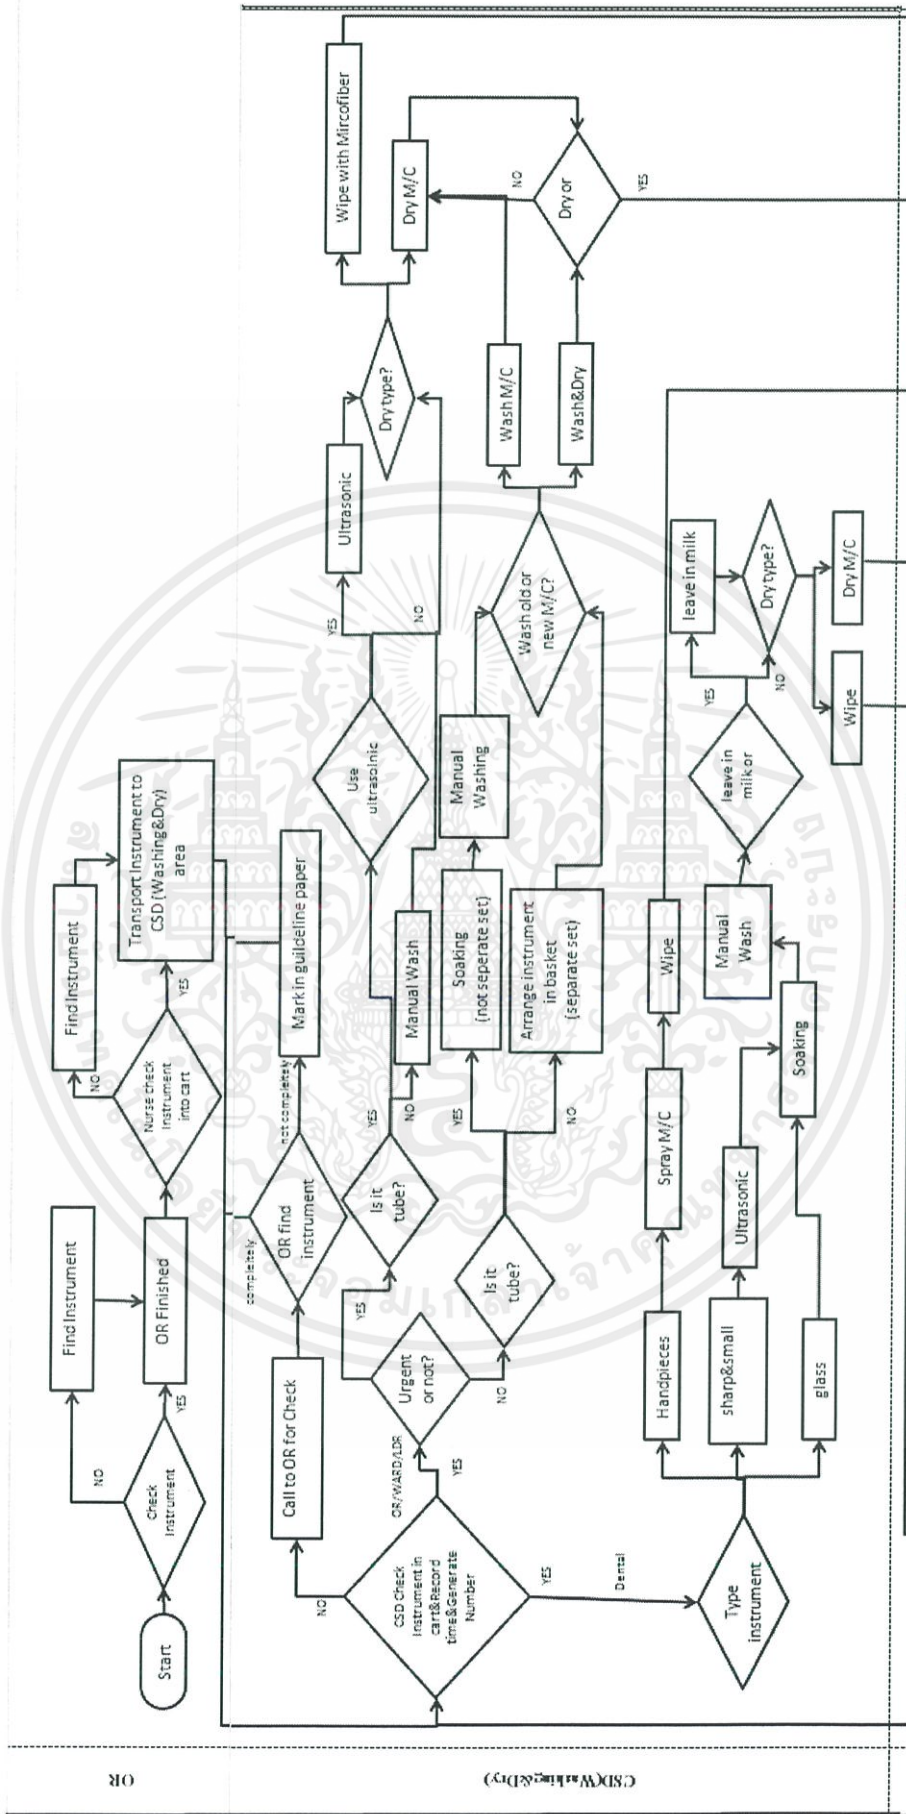 OR
Start
Check
Instrument
NO
YES
Find Instrument
OR Finished
Nurse check
Instrument
into cart
NO
YES
Find Instrument
Transport Instrument to
CSD (Washing&Dry)
area
CSD(Washing&Dry)
CSD Check
Instrument in
cart&Record
time&Generate
Number
NO
Call to OR for Check
completely
OR find
instrument
not completely
Mark in guildeline paper
OR/WARD/LDR
YES
Urgent
or not?
YES
NO
Is it
tube?
YES
NO
Manual Wash
Use
ultrasolnic
YES
NO
Ultrasonic
Dry type?
Wipe with Mircofiber
Dry M/C
Is it
tube?
YES
NO
Soaking
(not seperate set)
Manual
Washing
Arrange instrument
in basket
(separate set)
Wash old or
new M/C?
Wash M/C
Wash&Dry
Dry or
NO
YES
YES
Dental
Type
instrument
Handpieces
Spray M/C
Wipe
sharp&small
Ultrasonic
glass
Soaking
Manual
Wash
leave in
milk or
YES
NO
leave in milk
Dry type?
Wipe
Dry M/C